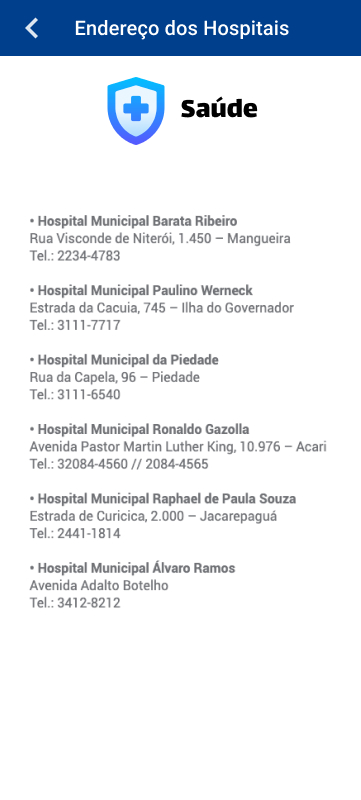 Endereço dos Hospitais
Saúde
• Hospital Municipal Barata Ribeiro
Rua Visconde de Niterói, 1.450 – Mangueira
Tel.: 2234-4783
• Hospital Municipal Paulino Werneck
Estrada da Cacuia, 745 – Ilha do Governador
Tel.: 3111-7717
• Hospital Municipal da Piedade
Rua da Capela, 96 – Piedade
Tel.: 3111-6540
• Hospital Municipal Ronaldo Gazolla
Avenida Pastor Martin Luther King, 10.976 – Acari
Tel.: 32084-4560 // 2084-4565
• Hospital Municipal Raphael de Paula Souza
Estrada de Curicica, 2.000 – Jacarepaguá
Tel.: 2441-1814
• Hospital Municipal Álvaro Ramos
Avenida Adalto Botelho
Tel.: 3412-8212